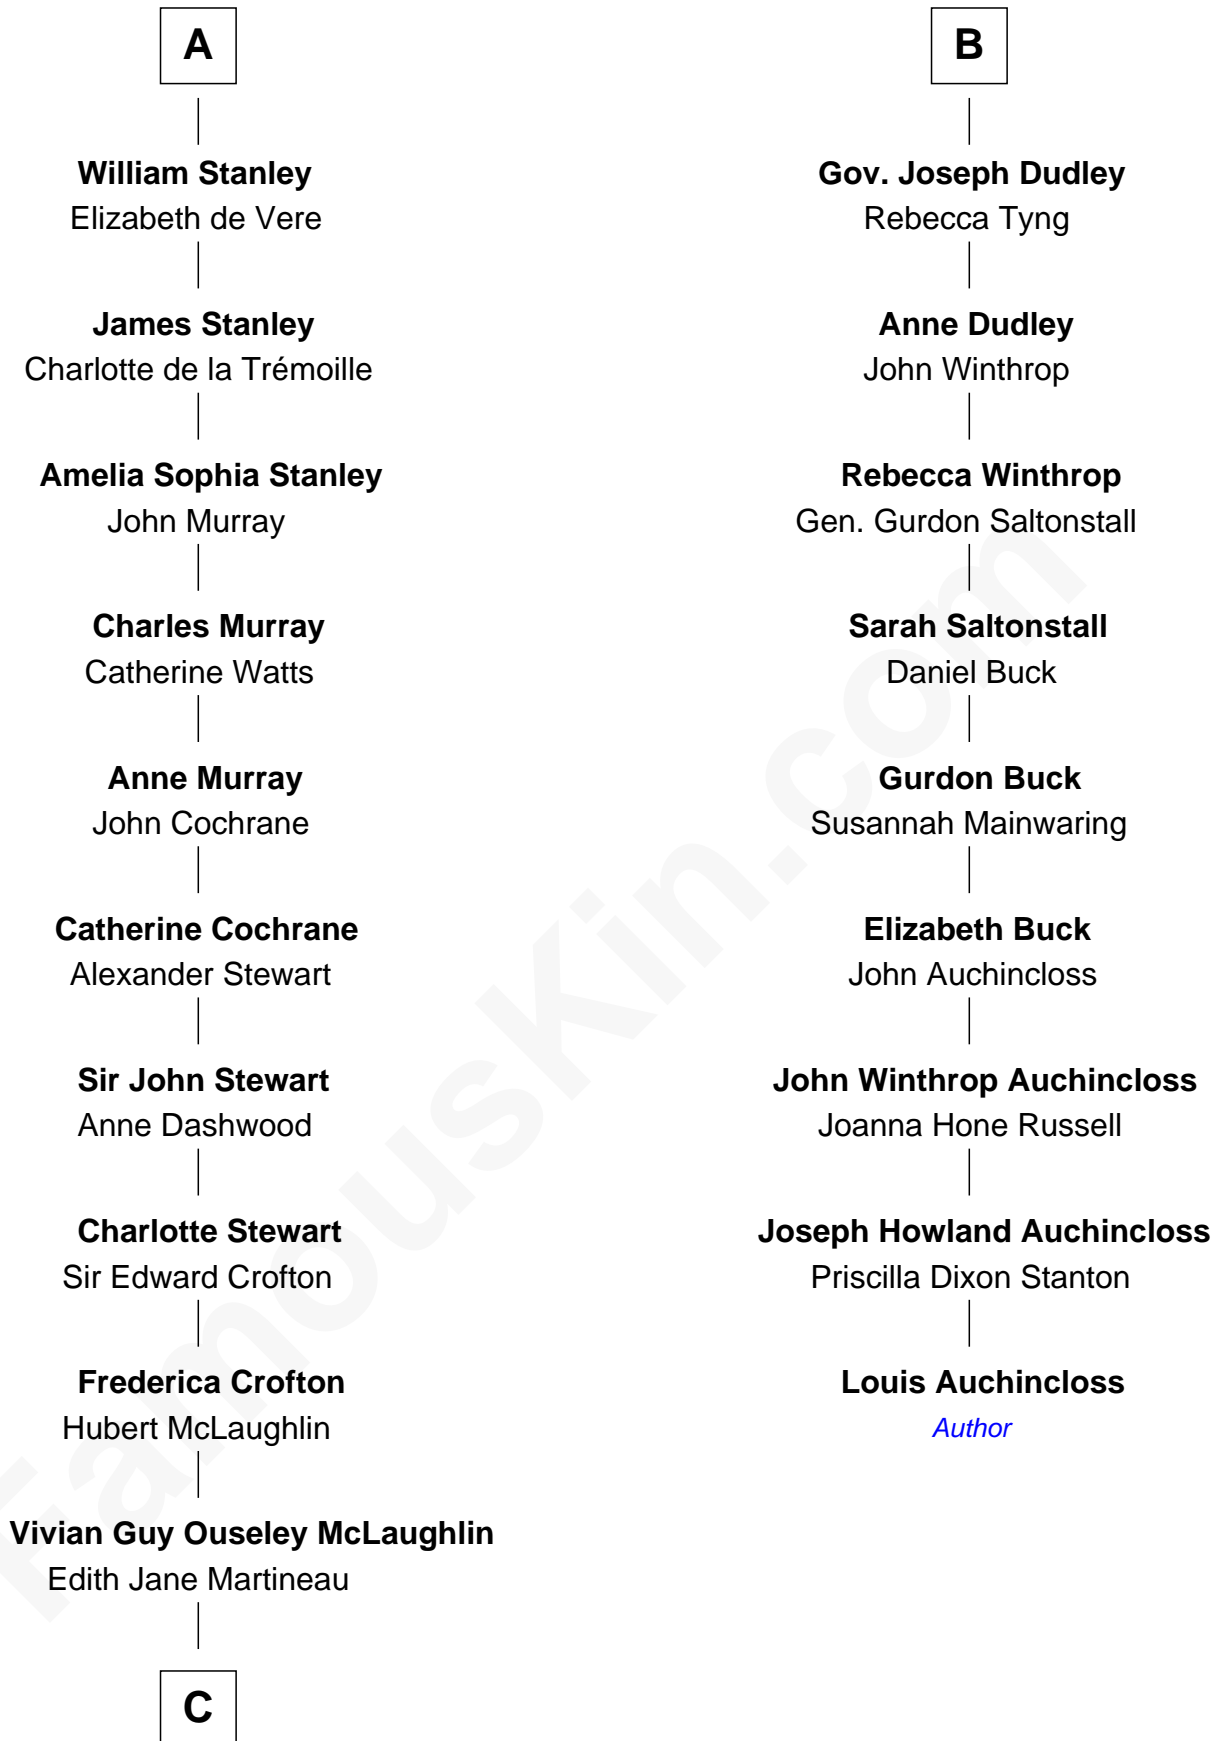 A
William Stanley
Elizabeth de Vere
James Stanley
Charlotte de la Trémoille
Amelia Sophia Stanley
John Murray
Charles Murray
Catherine Watts
Anne Murray
John Cochrane
Catherine Cochrane
Alexander Stewart
Sir John Stewart
Anne Dashwood
Charlotte Stewart
Sir Edward Crofton
Frederica Crofton
Hubert McLaughlin
Vivian Guy Ouseley McLaughlin
Edith Jane Martineau
C
B
Gov. Joseph Dudley
Rebecca Tyng
Anne Dudley
John Winthrop
Rebecca Winthrop
Gen. Gurdon Saltonstall
Sarah Saltonstall
Daniel Buck
Gurdon Buck
Susannah Mainwaring
Elizabeth Buck
John Auchincloss
John Winthrop Auchincloss
Joanna Hone Russell
Joseph Howland Auchincloss
Priscilla Dixon Stanton
Louis Auchincloss
Author
FamousKin.com